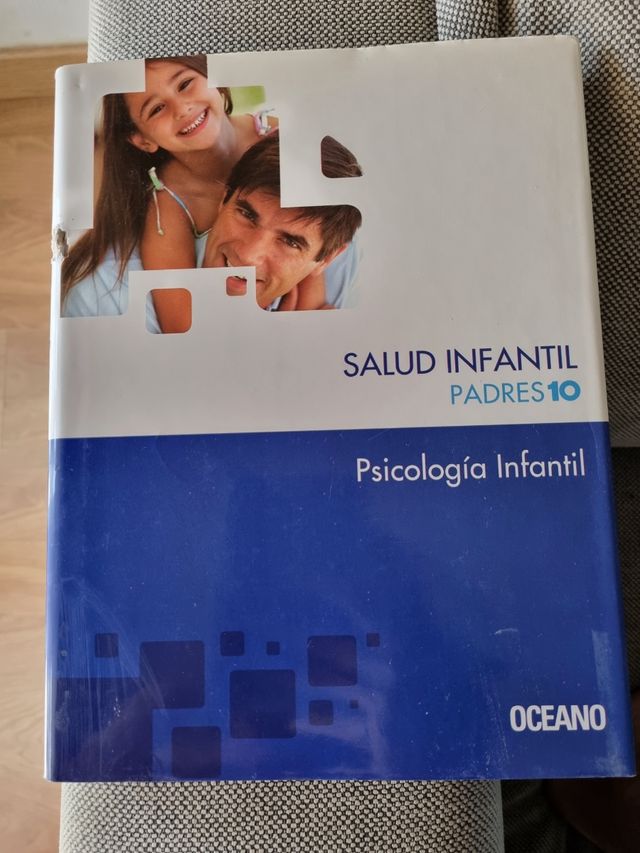 SALUD INFANTIL
PADRES10
Psicología Infantil
OCEANO